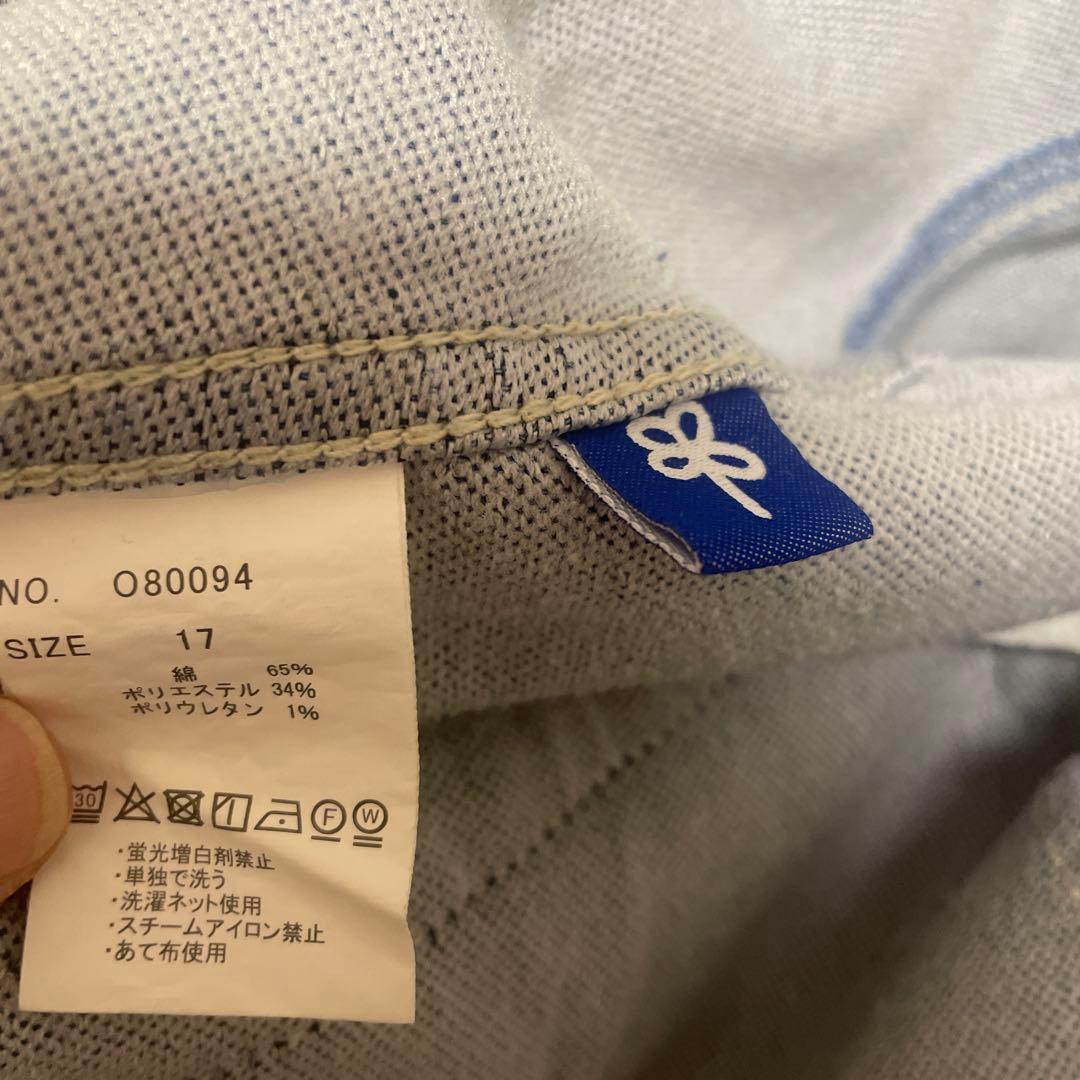 NO. O80094
SIZE 17
綿 65%
ポリエステル 34%
ポリウレタン 1%
30 F W
・蛍光増白剤禁止
・単独で洗う
・洗濯ネット使用
・スチームアイロン禁止
・あて布使用